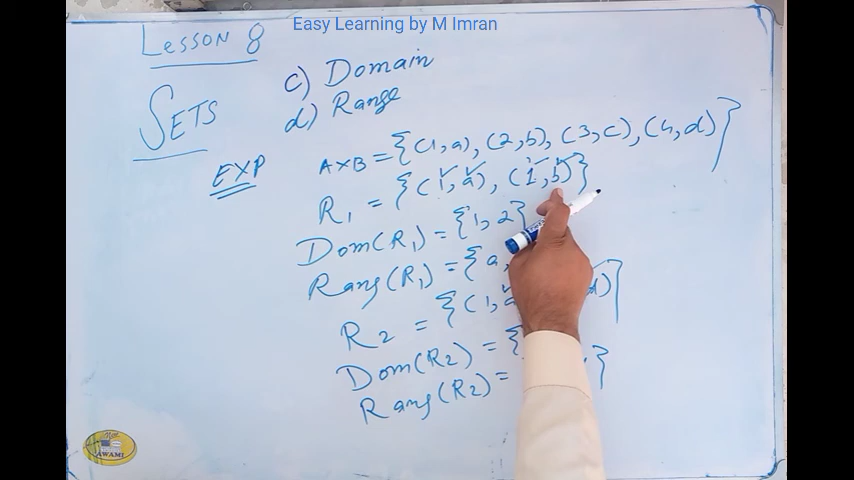 Easy Learning by M Imran
LESSON 8
SETS
c) Domain
d) Range
EXP
A×B = {(1,a), (2,b), (3,c), (4,d)}
R1 = {(1,a), (1,b)}
Dom(R1) = {1,2}
Rang(R1) = {a,
R2 = {(1,a d)}
Dom(R2) = {
Rang(R2) = }
AWAMI